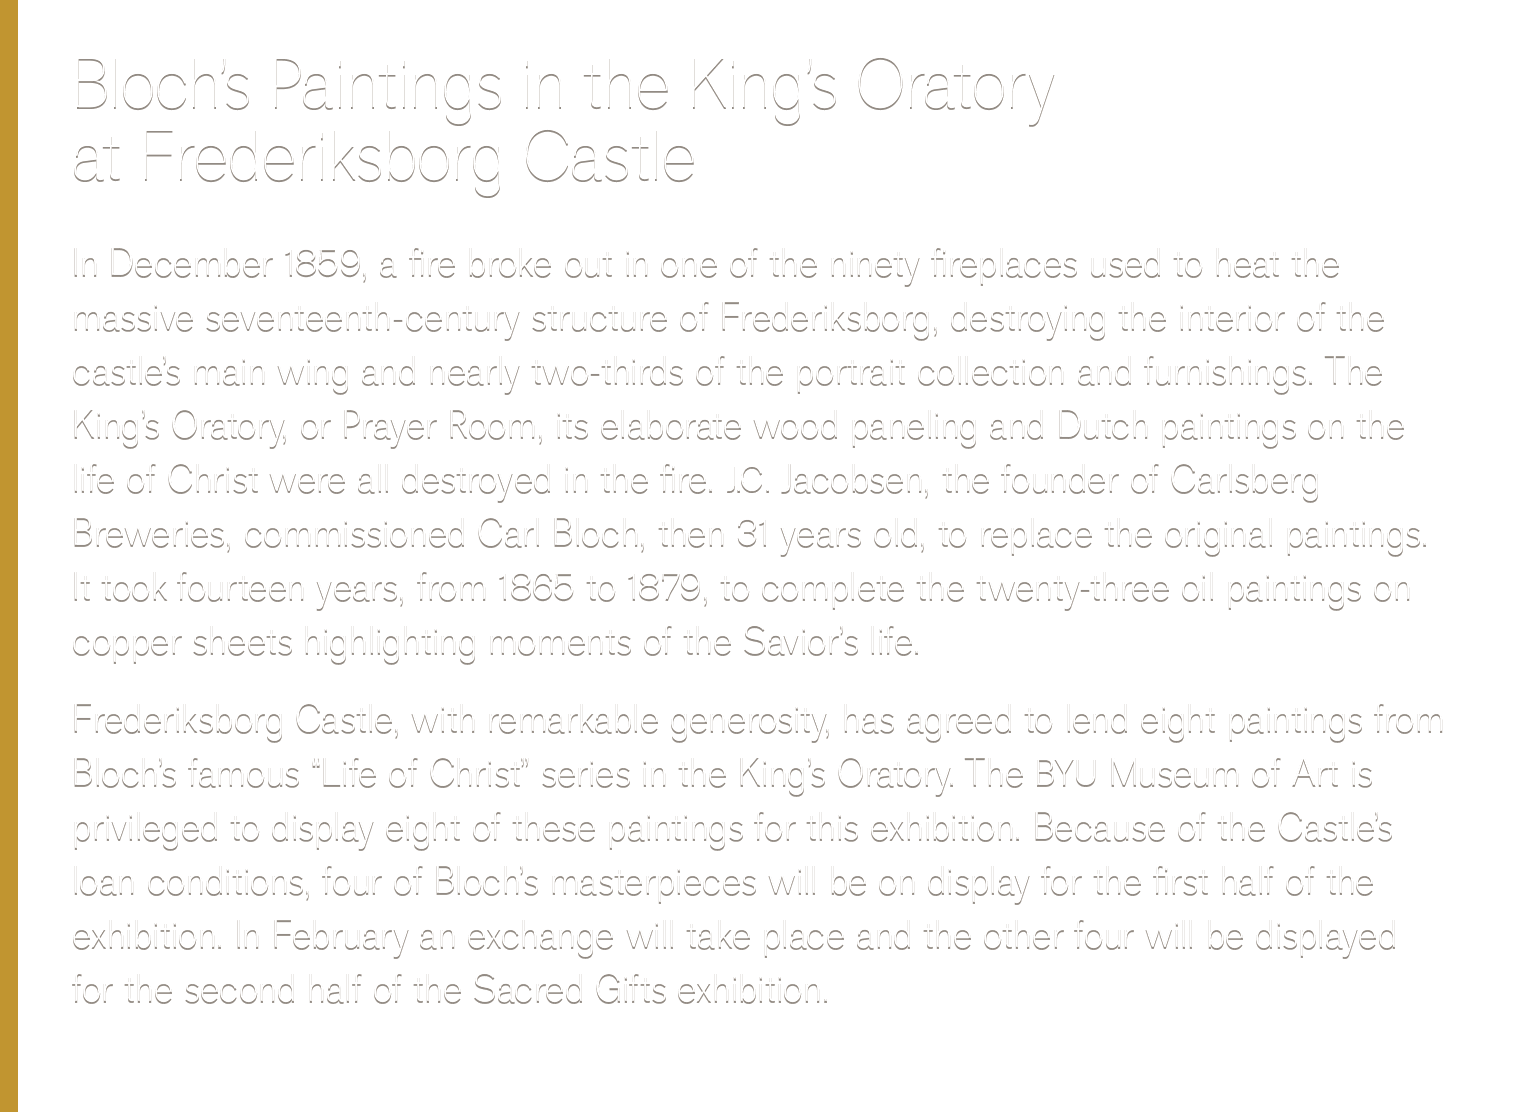 Bloch’s Paintings in the King’s Oratory
at Frederiksborg Castle
In December 1859, a fire broke out in one of the ninety fireplaces used to heat the
massive seventeenth-century structure of Frederiksborg, destroying the interior of the
castle’s main wing and nearly two-thirds of the portrait collection and furnishings. The
King’s Oratory, or Prayer Room, its elaborate wood paneling and Dutch paintings on the
life of Christ were all destroyed in the fire. J.C. Jacobsen, the founder of Carlsberg
Breweries, commissioned Carl Bloch, then 31 years old, to replace the original paintings.
It took fourteen years, from 1865 to 1879, to complete the twenty-three oil paintings on
copper sheets highlighting moments of the Savior’s life.
Frederiksborg Castle, with remarkable generosity, has agreed to lend eight paintings from
Bloch’s famous “Life of Christ” series in the King’s Oratory. The BYU Museum of Art is
privileged to display eight of these paintings for this exhibition. Because of the Castle’s
loan conditions, four of Bloch’s masterpieces will be on display for the first half of the
exhibition. In February an exchange will take place and the other four will be displayed
for the second half of the Sacred Gifts exhibition.